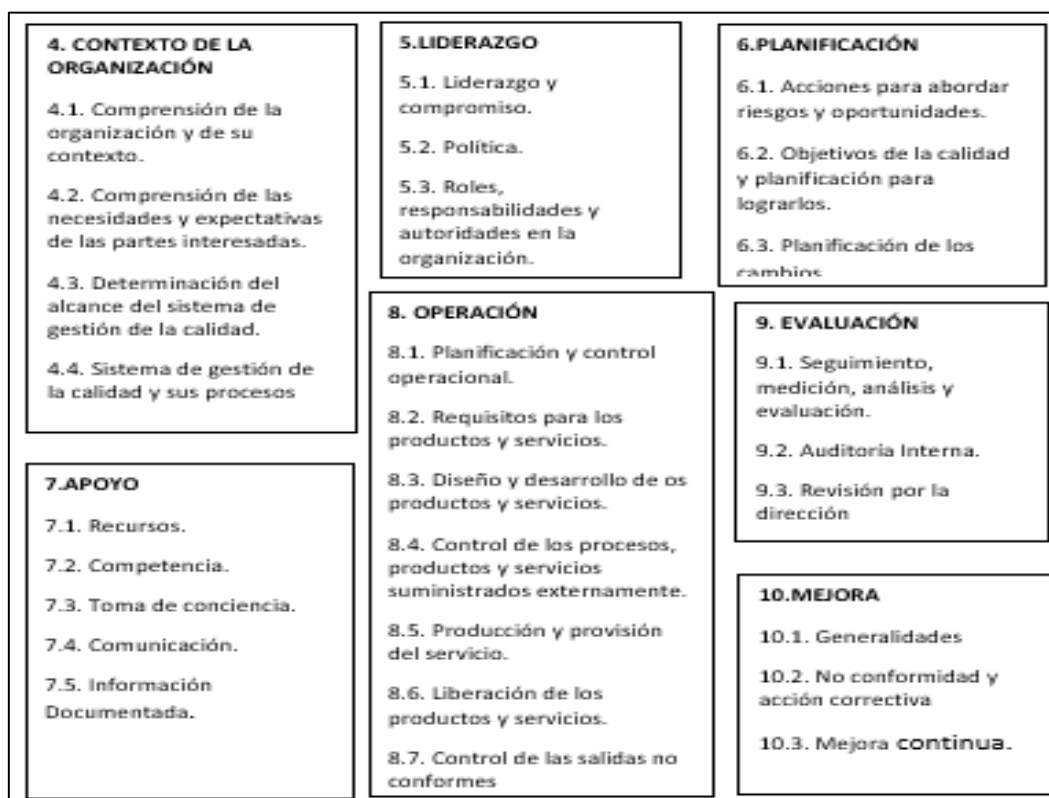 4. CONTEXTO DE LA
ORGANIZACIÓN
4.1. Comprensión de la
organización y de su
contexto.
4.2. Comprensión de las
necesidades y expectativas
de las partes interesadas.
4.3. Determinación del
alcance del sistema de
gestión de la calidad.
4.4. Sistema de gestión de
la calidad y sus procesos
5.LIDERAZGO
5.1. Liderazgo y
compromiso.
5.2. Política.
5.3. Roles,
responsabilidades y
autoridades en la
organización.
6.PLANIFICACIÓN
6.1. Acciones para abordar
riesgos y oportunidades.
6.2. Objetivos de la calidad
y planificación para
lograrlos.
6.3. Planificación de los
cambios
7.APOYO
7.1. Recursos.
7.2. Competencia.
7.3. Toma de conciencia.
7.4. Comunicación.
7.5. Información
Documentada.
8. OPERACIÓN
8.1. Planificación y control
operacional.
8.2. Requisitos para los
productos y servicios.
8.3. Diseño y desarrollo de os
productos y servicios.
8.4. Control de los procesos,
productos y servicios
suministrados externamente.
8.5. Producción y provisión
del servicio.
8.6. Liberación de los
productos y servicios.
8.7. Control de las salidas no
conformes
9. EVALUACIÓN
9.1. Seguimiento,
medición, análisis y
evaluación.
9.2. Auditoría Interna.
9.3. Revisión por la
dirección
10.MEJORA
10.1. Generalidades
10.2. No conformidad y
acción correctiva
10.3. Mejora continua.